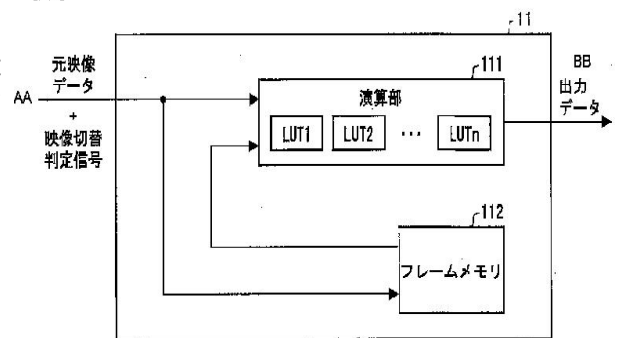 11
元映像
データ
AA
+
映像切替
判定信号
111
演算部
LUT1 LUT2 ・・・ LUTn
BB
出力
データ
112
フレームメモリ